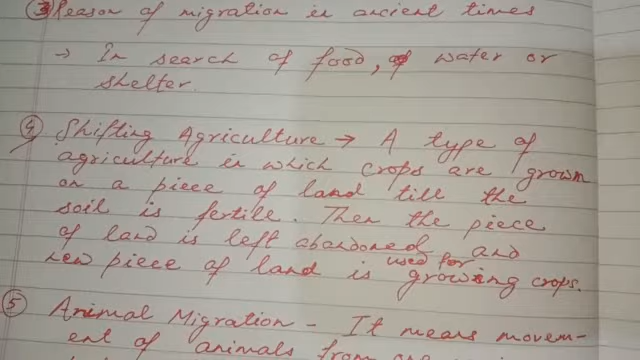 ③ Reason of migration in ancient times
→ In search of food, of water or
shelter.
④ Shifting Agriculture → A type of
agriculture in which crops are grown
on a piece of land till the
soil is fertile. Then the piece
of land is left abandoned and
new piece of land is used for growing crops.
⑤ Animal Migration - It means movem-
ent of animals from one